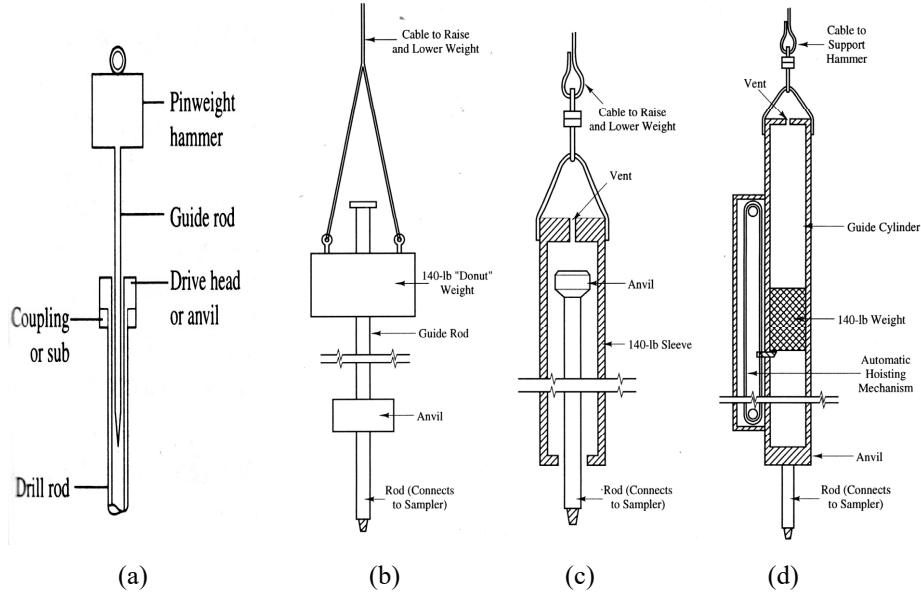 Pinweight
hammer
Guide rod
Drive head
or anvil
Coupling
or sub
Drill rod
(a)
Cable to Raise
and Lower Weight
140-lb "Donut"
Weight
Guide Rod
Anvil
Rod (Connects
to Sampler)
(b)
Cable to Raise
and Lower Weight
Vent
Anvil
140-lb Sleeve
Rod (Connects
to Sampler)
(c)
Cable to
Support
Hammer
Vent
Guide Cylinder
140-lb Weight
Automatic
Hoisting
Mechanism
Anvil
Rod (Connects
to Sampler)
(d)